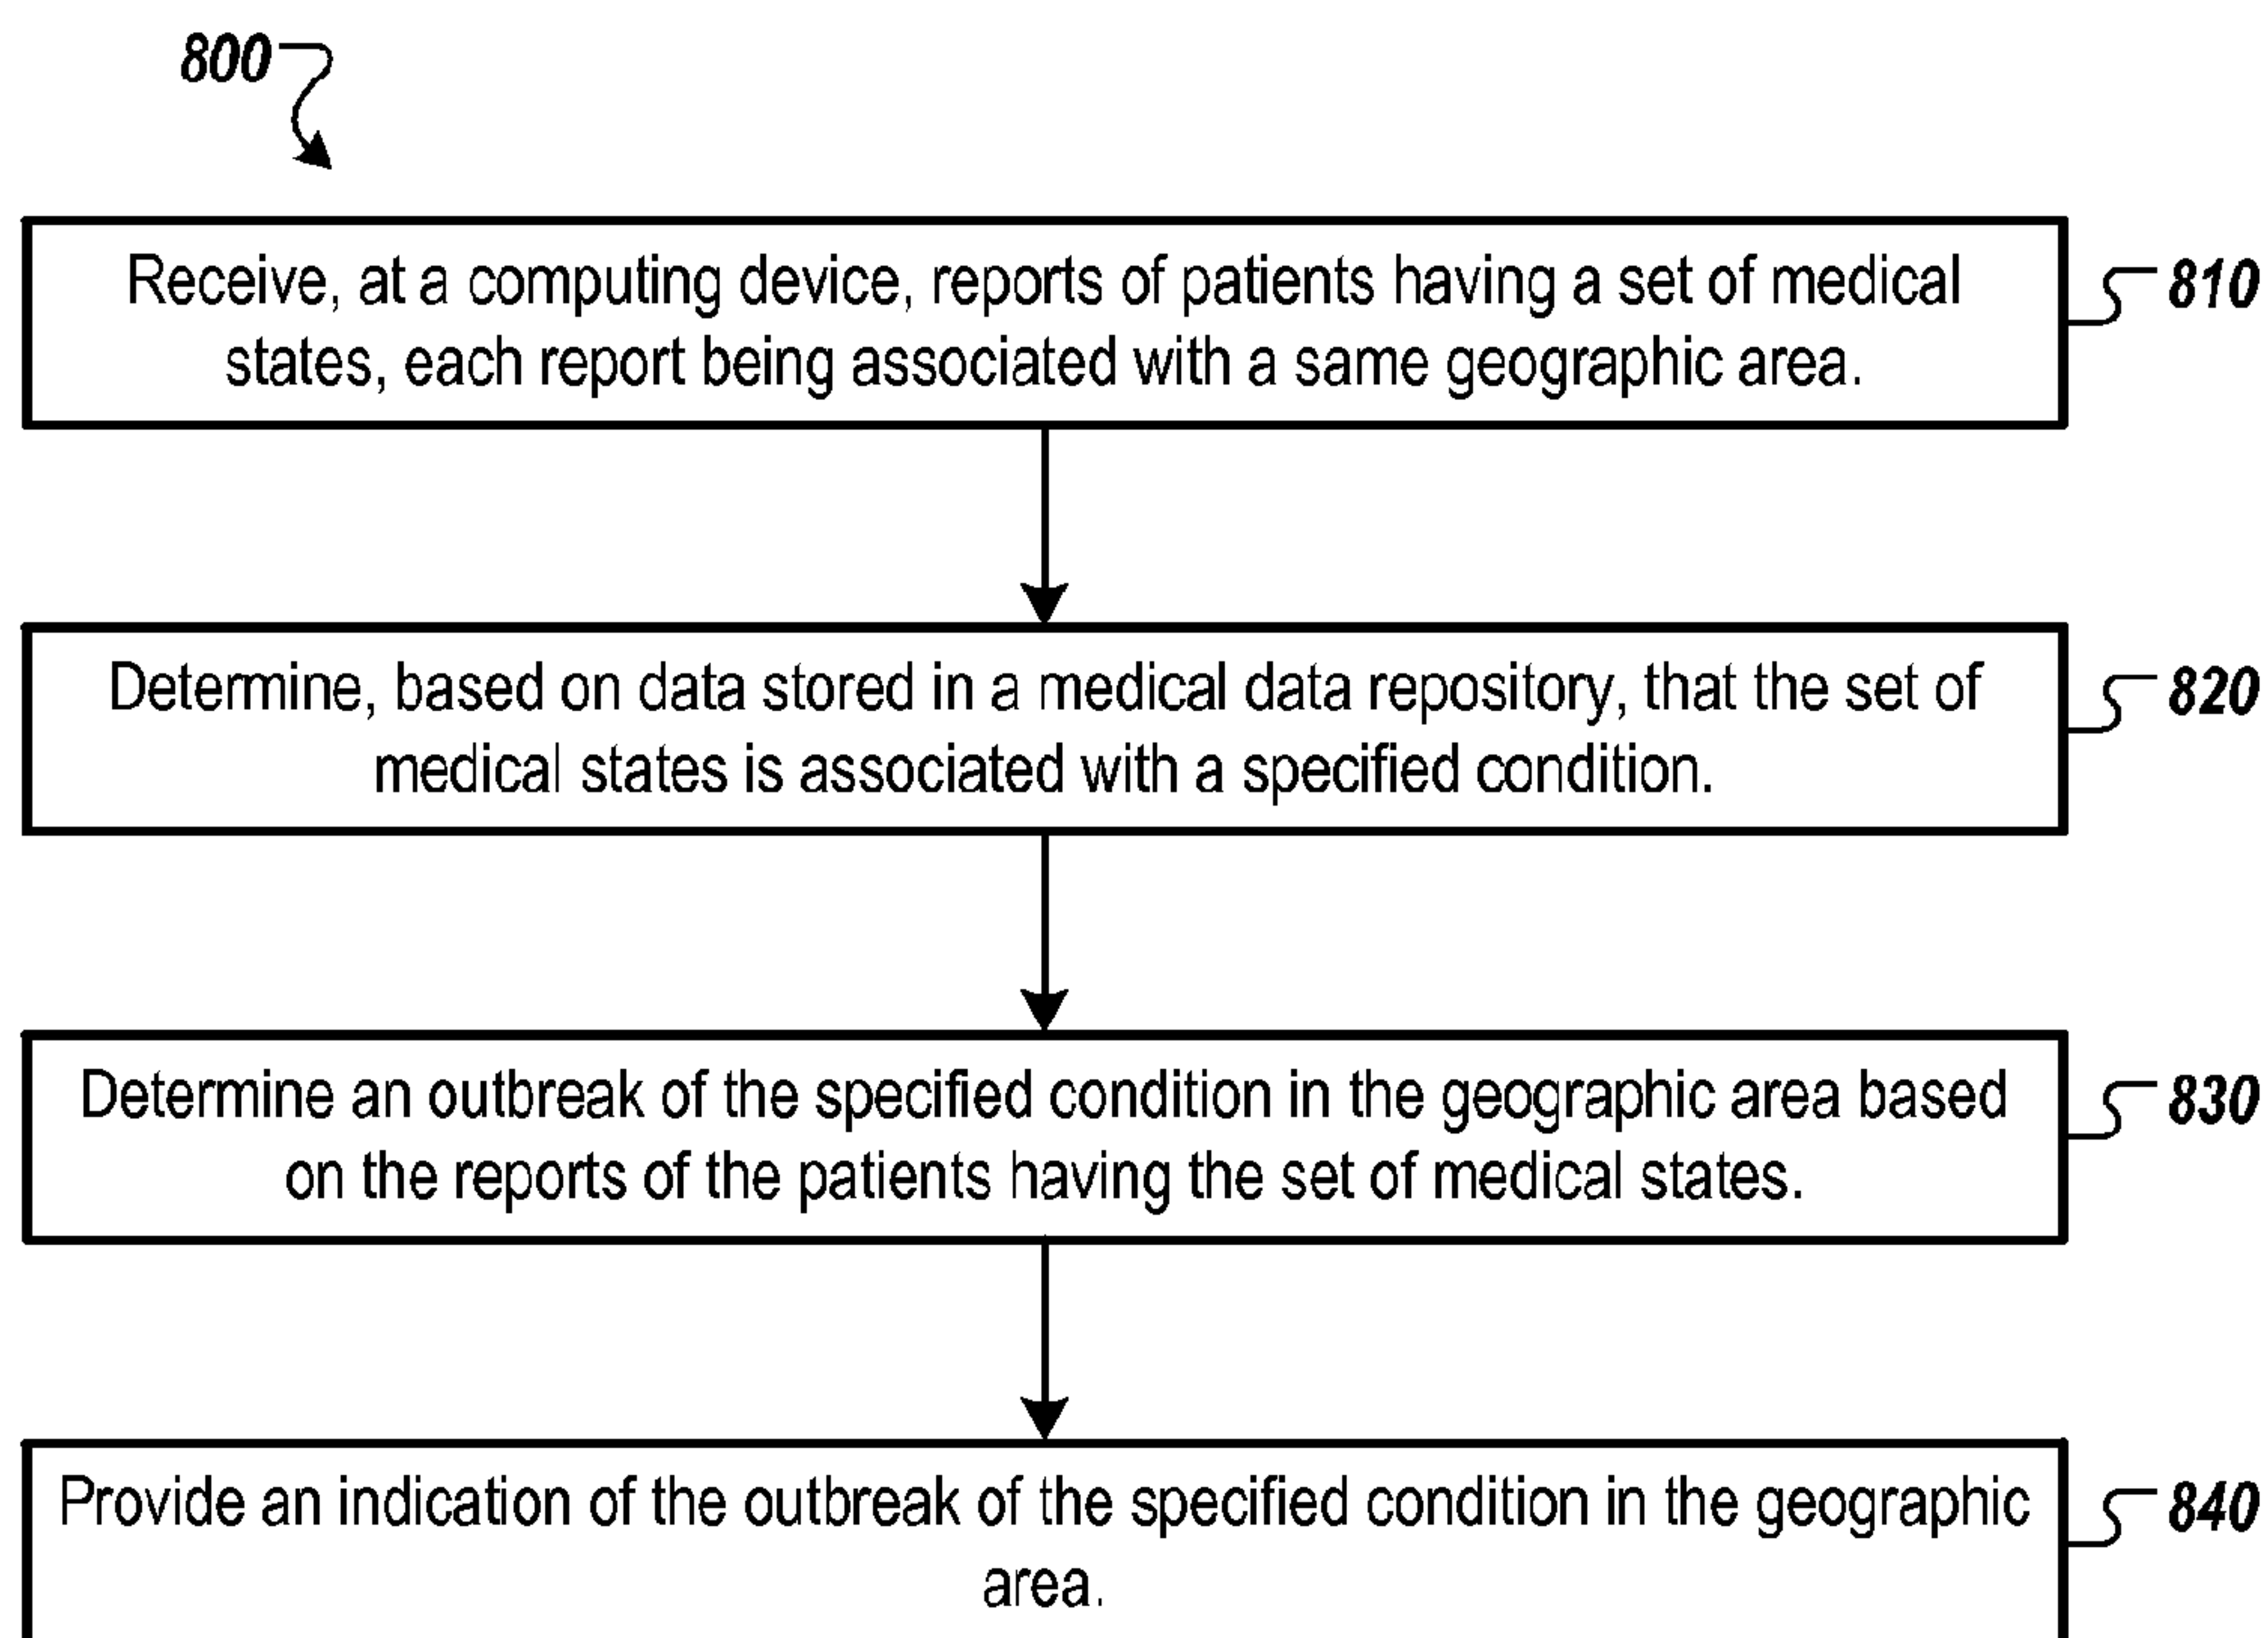 800
Receive, at a computing device, reports of patients having a set of medical
states, each report being associated with a same geographic area.
810
Determine, based on data stored in a medical data repository, that the set of
medical states is associated with a specified condition.
820
Determine an outbreak of the specified condition in the geographic area based
on the reports of the patients having the set of medical states.
830
Provide an indication of the outbreak of the specified condition in the geographic
area.
840